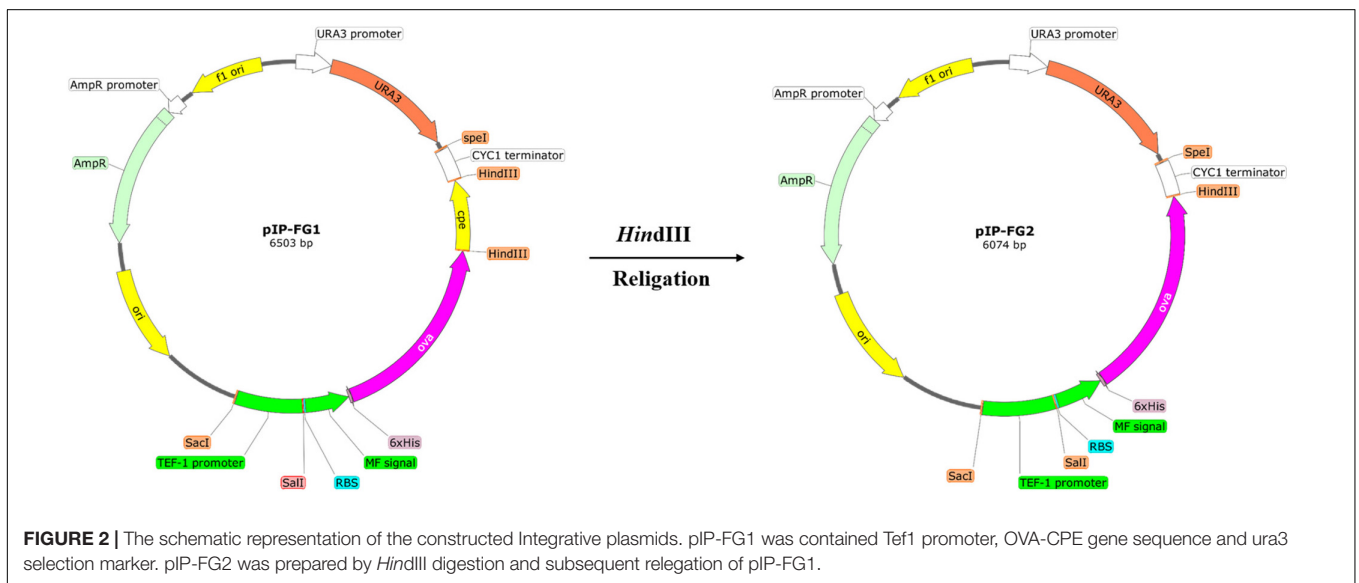 URA3 promoter
f1 ori
URA3
AmpR promoter
speI
CYC1 terminator
HindIII
AmpR
cpe
pIP-FG1
6503 bp
HindIII
ori
ova
SacI
6xHis
TEF-1 promoter
MF signal
SalI
RBS
HindIII
Religation
URA3 promoter
f1 ori
URA3
AmpR promoter
SpeI
CYC1 terminator
HindIII
AmpR
pIP-FG2
6074 bp
ova
ori
6xHis
MF signal
RBS
SalI
SacI
TEF-1 promoter
FIGURE 2 | The schematic representation of the constructed Integrative plasmids. pIP-FG1 was contained Tef1 promoter, OVA-CPE gene sequence and ura3
selection marker. pIP-FG2 was prepared by HindIII digestion and subsequent relegation of pIP-FG1.